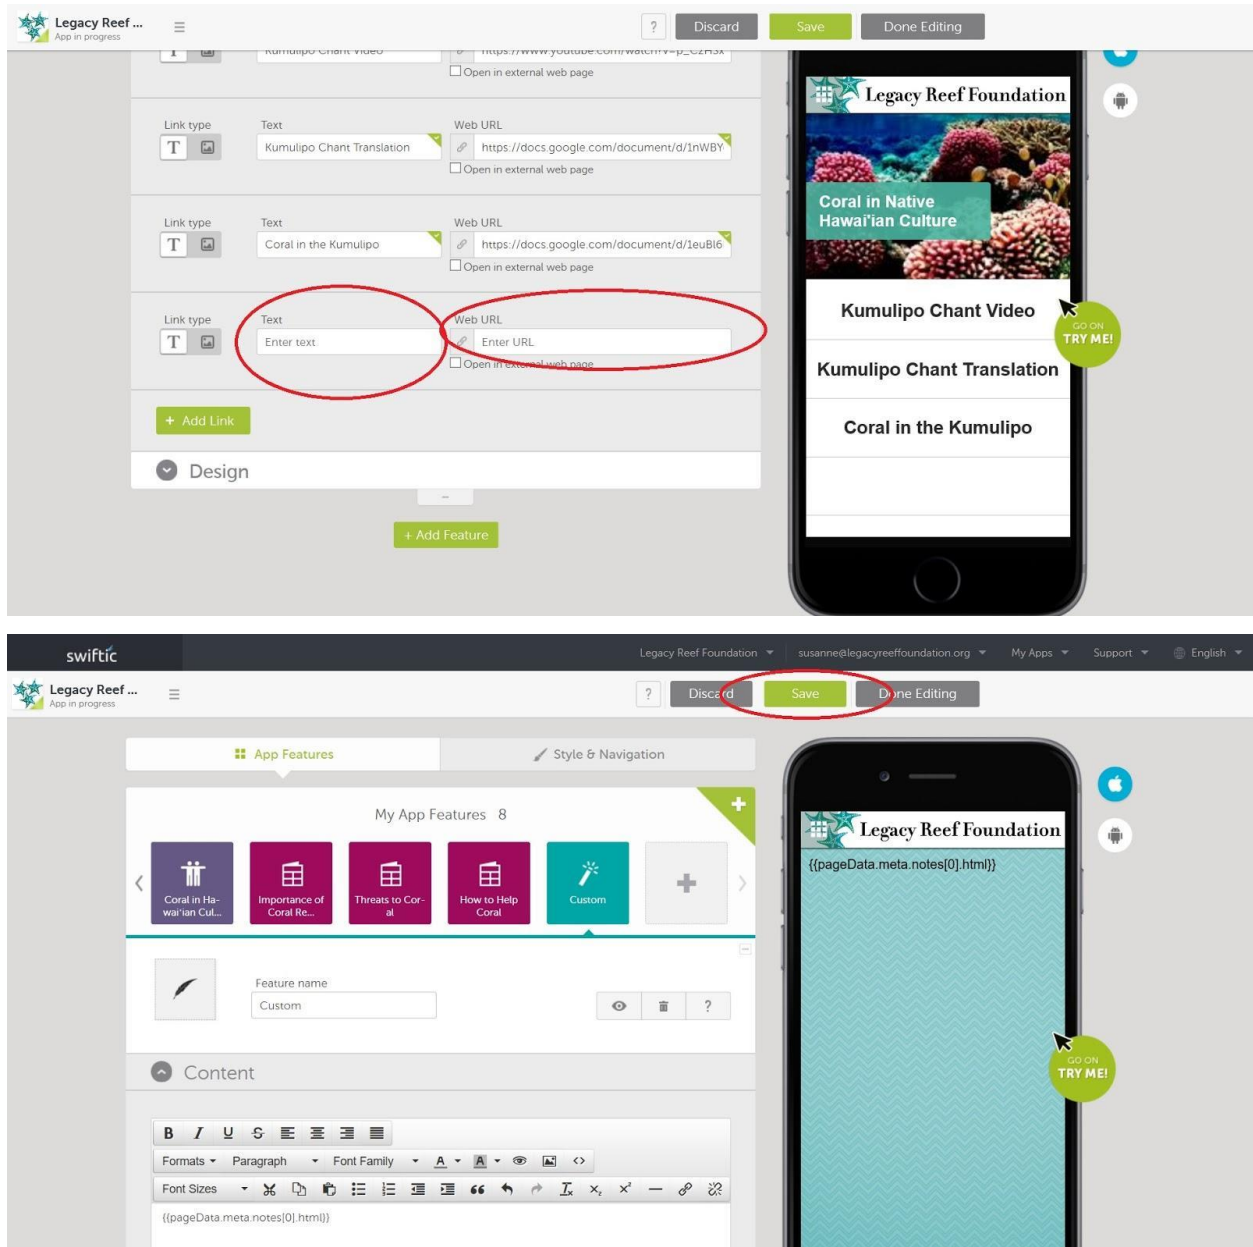 Legacy Reef ...
App in progress
?
Discard
Save
Done Editing
Kumulipo Chant Video
Open in external web page
Link type
Text
Web URL
T
Kumulipo Chant Translation
https://docs.google.com/document/d/1nWBY
Open in external web page
Link type
Text
Web URL
T
Coral in the Kumulipo
https://docs.google.com/document/d/1euBl6
Open in external web page
Link type
Text
Web URL
T
Enter text
Enter URL
Open in external web page
+ Add Link
Design
+ Add Feature
Legacy Reef Foundation
Coral in Native
Hawai'ian Culture
Kumulipo Chant Video
GO ON
TRY ME!
Kumulipo Chant Translation
Coral in the Kumulipo
swiftic
Legacy Reef Foundation
susanne@legacyreeffoundation.org
My Apps
Support
English
Legacy Reef ...
App in progress
?
Discard
Save
Done Editing
App Features
Style & Navigation
My App Features 8
Coral in Ha-
wai'ian Cul...
Importance of
Coral Re...
Threats to Cor-
al
How to Help
Coral
Custom
Feature name
Custom
?
Content
B I U S
Formats
Paragraph
Font Family
A
A
Font Sizes
{{pageData.meta.notes[0].html}}
Legacy Reef Foundation
{{pageData.meta.notes[0].html}}
GO ON
TRY ME!